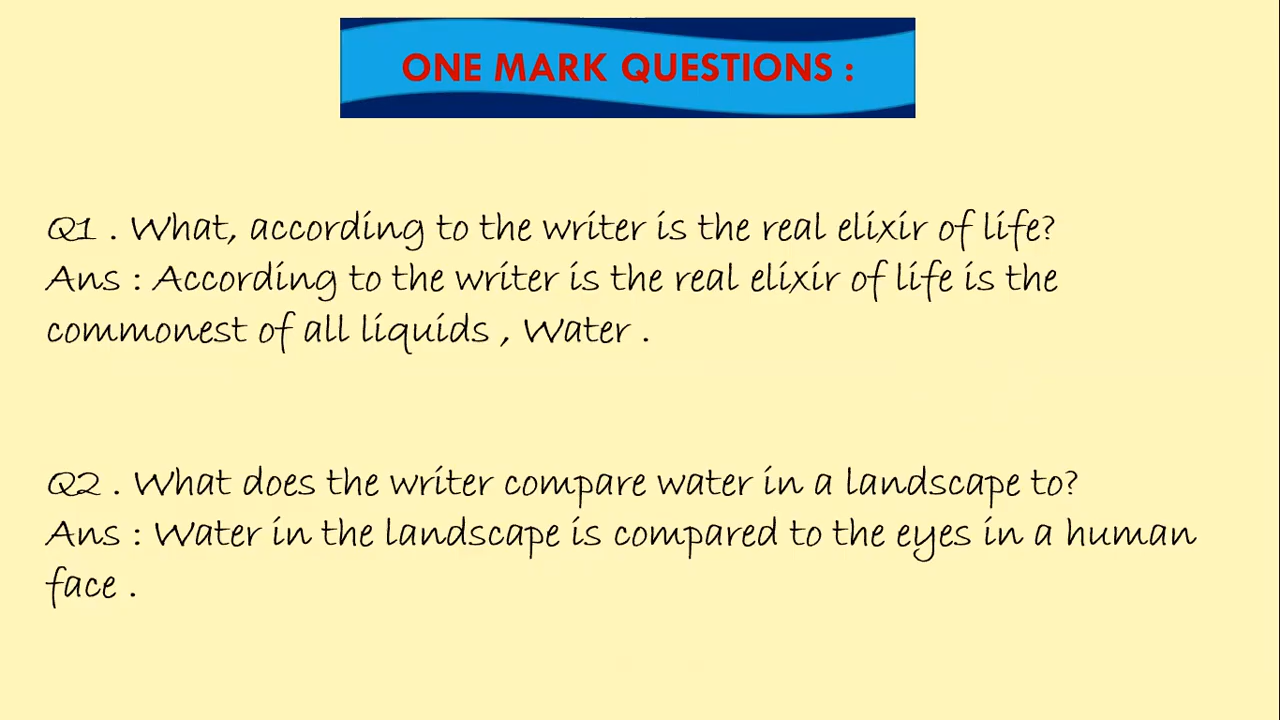 ONE MARK QUESTIONS :
Q1 . What, according to the writer is the real elixir of life?
Ans : According to the writer is the real elixir of life is the
commonest of all liquids , Water .
Q2 . What does the writer compare water in a landscape to?
Ans : Water in the landscape is compared to the eyes in a human
face .